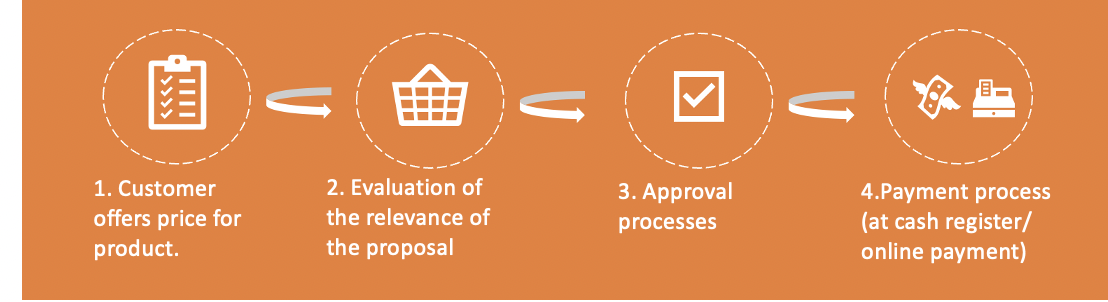 1. Customer
offers price for
product.
2. Evaluation of
the relevance of
the proposal
3. Approval
processes
4.Payment process
(at cash register/
online payment)